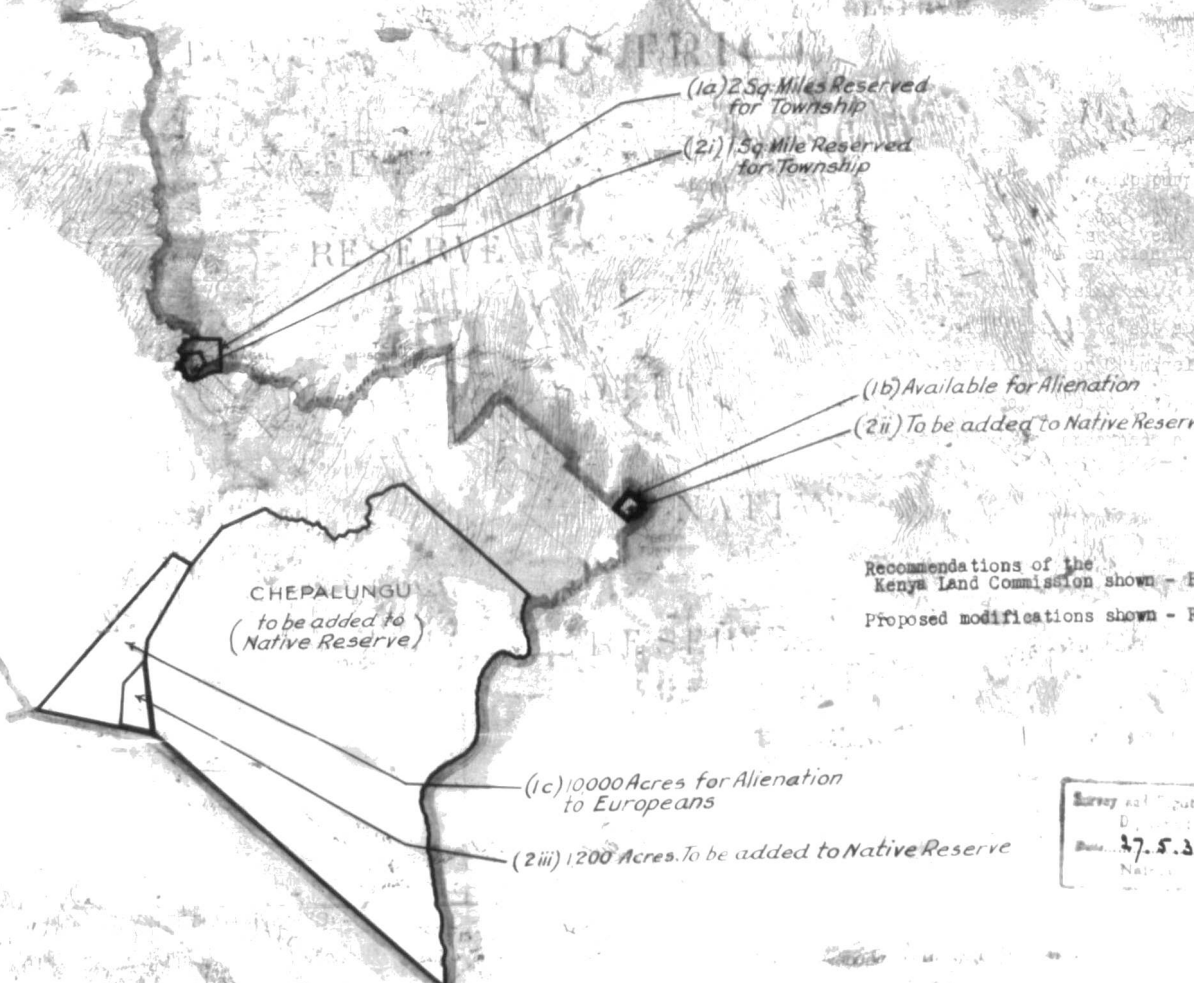 (1a) 2 Sq. Miles Reserved
for Township
(2i) 1 Sq. Mile Reserved
for Township
RESERVE
(1b) Available for Alienation
(2ii) To be added to Native Reserv
CHEPALUNGU
(to be added to
Native Reserve)
Recommendations of the
Kenya Land Commission shown -
Proposed modifications shown -
(1c) 10000 Acres for Alienation
to Europeans
(2iii) 1200 Acres. To be added to Native Reserve
Survey
27.5.3